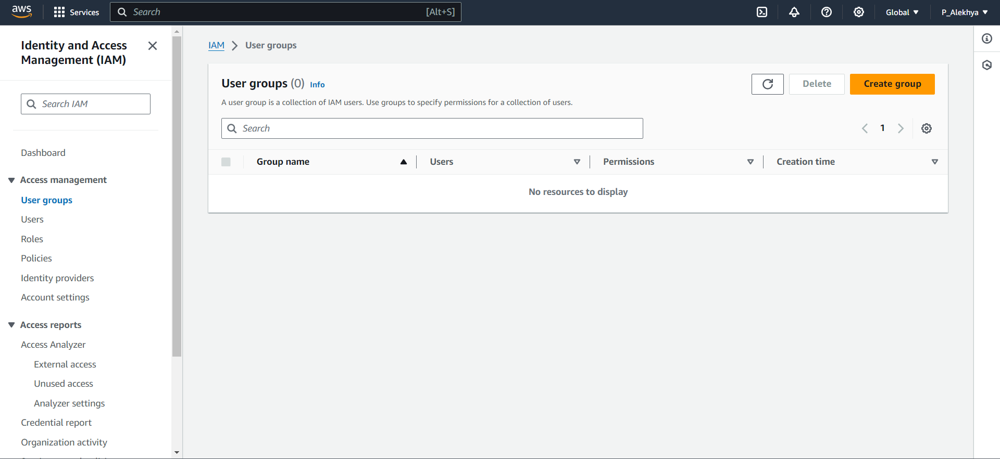 aws
Services
Search
[Alt+S]
Global
P_Alekhya
Identity and Access
Management (IAM)
Search IAM
Dashboard
Access management
User groups
Users
Roles
Policies
Identity providers
Account settings
Access reports
Access Analyzer
External access
Unused access
Analyzer settings
Credential report
Organization activity
IAM
User groups
User groups (0) Info
Delete
Create group
A user group is a collection of IAM users. Use groups to specify permissions for a collection of users.
Search
1
Group name
Users
Permissions
Creation time
No resources to display